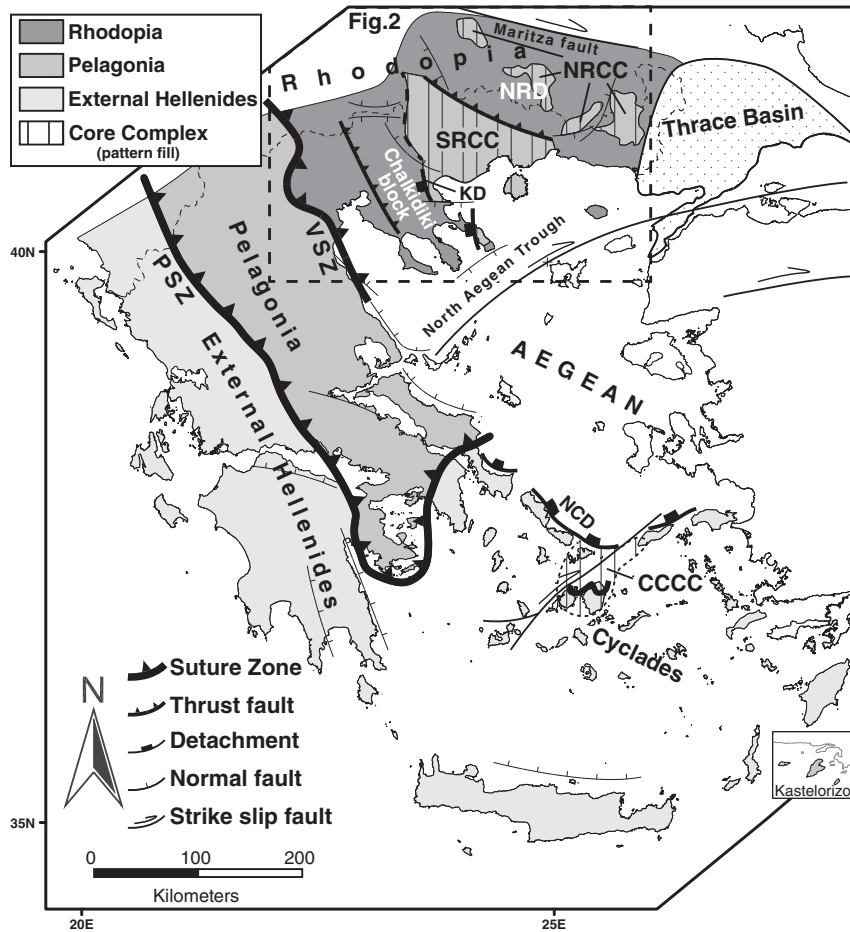 Fig.2
Rhodopia
Pelagonia
External Hellenides
Core Complex
(pattern fill)
Rhodopia
Maritza fault
NRCC
NRD
SRCC
Thrace Basin
Chalkidiki
block
KD
40N
VSZ
North Aegean Trough
Pelagonia
PSZ
External Hellenides
AEGEAN
NCD
CCCC
Cyclades
Suture Zone
N
Thrust fault
Detachment
Normal fault
Strike slip fault
Kastelorizo
35N
0 100 200
Kilometers
20E 25E